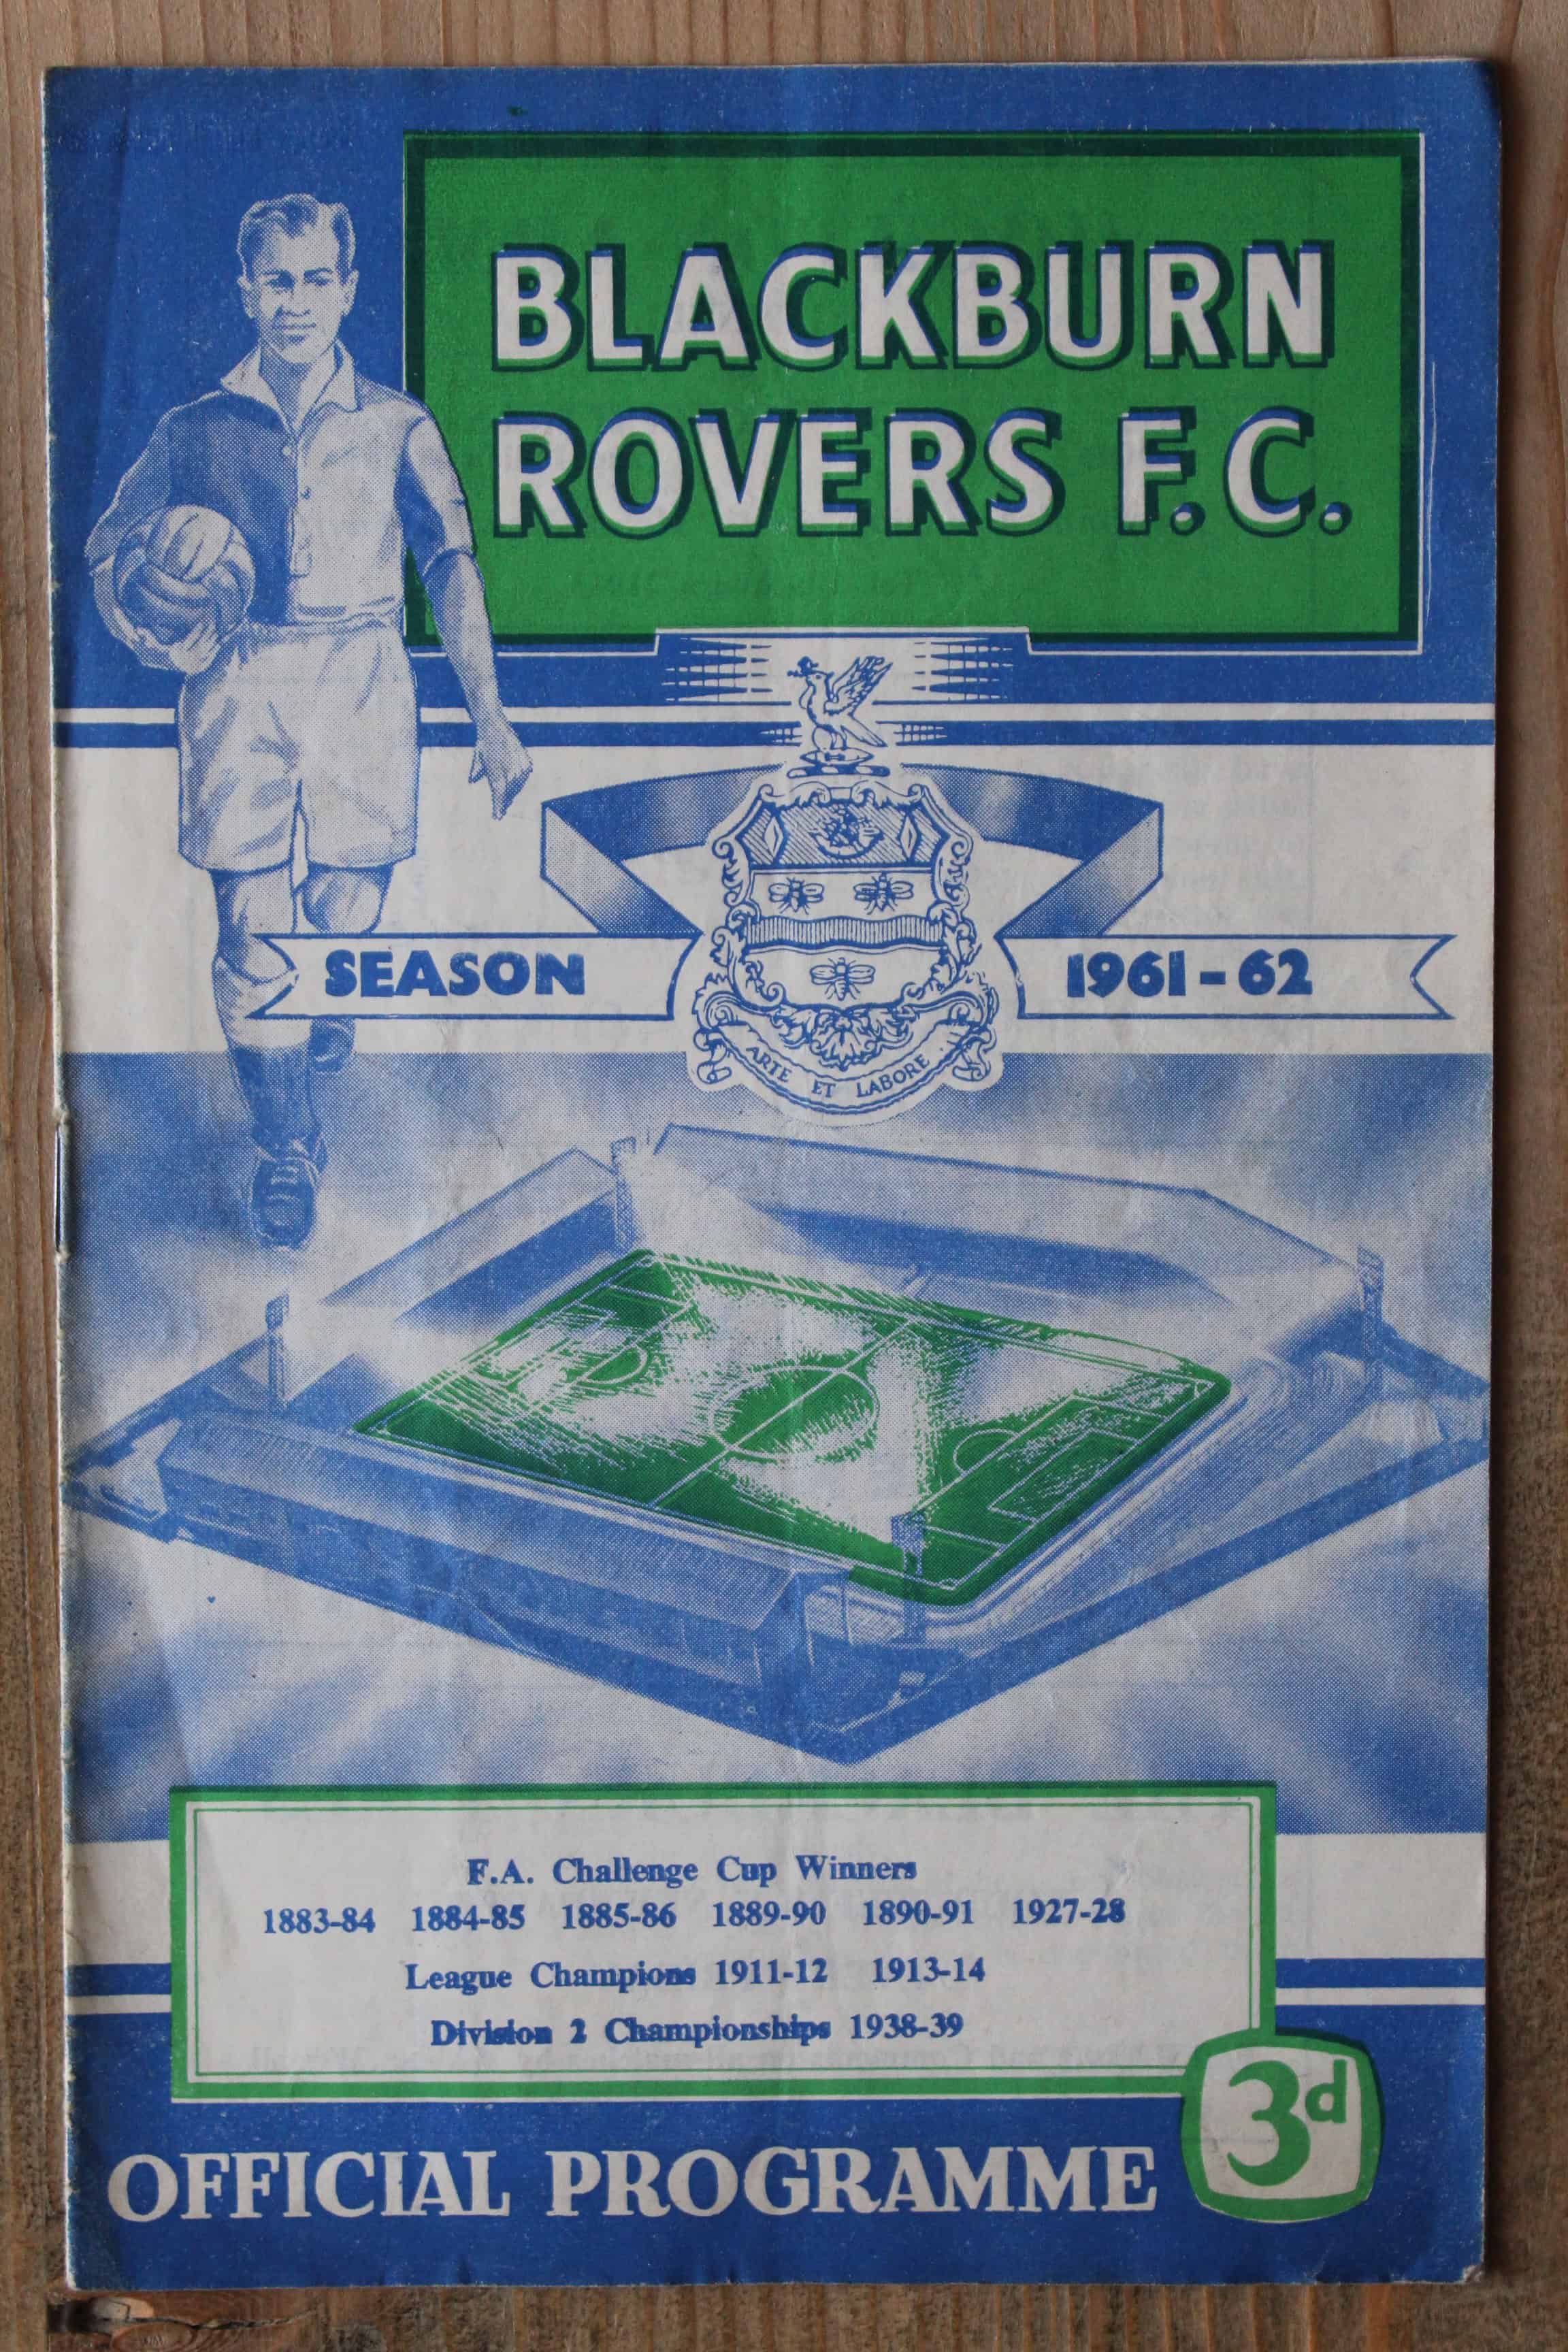 BLACKBURN
ROVERS F.C.
SEASON 1961-62
ARTE ET LABORE
F.A. Challenge Cup Winners
1883-84 1884-85 1885-86 1889-90 1890-91 1927-28
League Champions 1911-12 1913-14
Division 2 Championships 1938-39
3d
OFFICIAL PROGRAMME